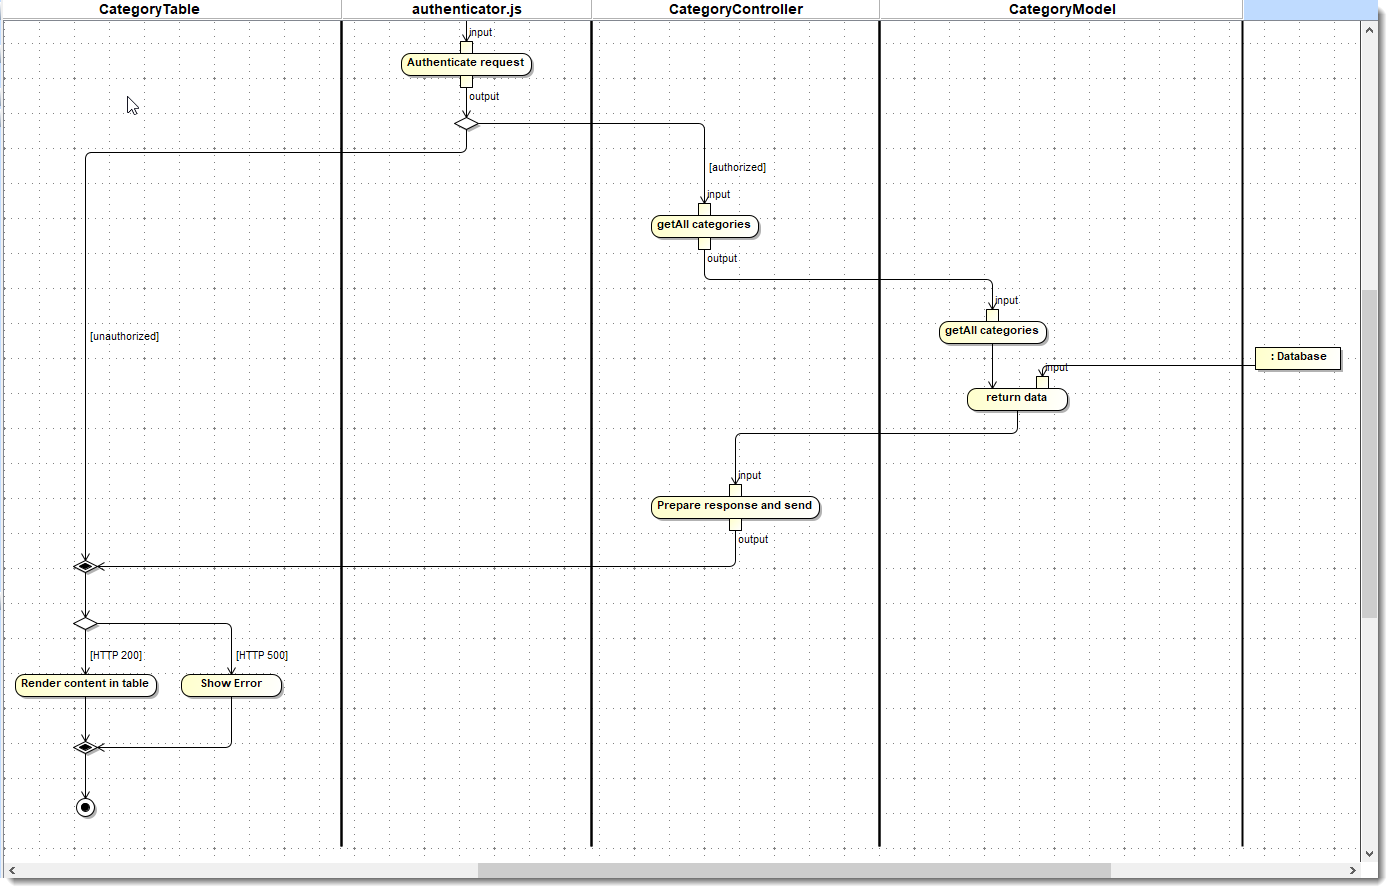 CategoryTable
authenticator.js
CategoryController
CategoryModel
input
Authenticate request
output
[authorized]
input
getAll categories
output
input
[unauthorized]
getAll categories
: Database
input
return data
input
Prepare response and send
output
[HTTP 200]
[HTTP 500]
Render content in table
Show Error